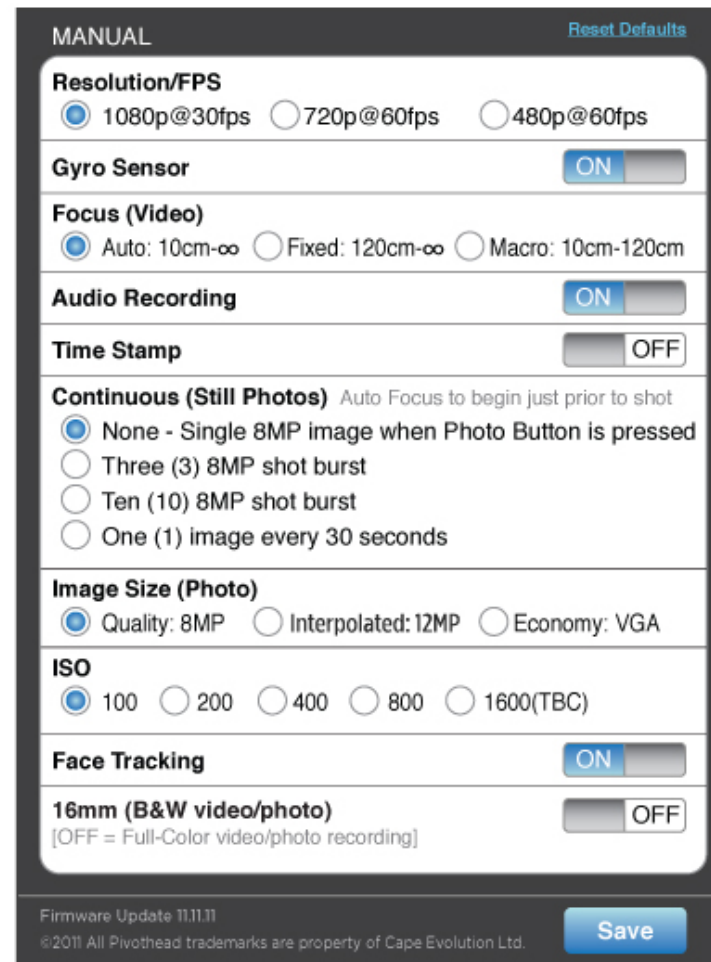 MANUAL Reset Defaults
Resolution/FPS
1080p@30fps 720p@60fps 480p@60fps
Gyro Sensor ON
Focus (Video)
Auto: 10cm-∞ Fixed: 120cm-∞ Macro: 10cm-120cm
Audio Recording ON
Time Stamp OFF
Continuous (Still Photos) Auto Focus to begin just prior to shot
None - Single 8MP image when Photo Button is pressed
Three (3) 8MP shot burst
Ten (10) 8MP shot burst
One (1) image every 30 seconds
Image Size (Photo)
Quality: 8MP Interpolated: 12MP Economy: VGA
ISO
100 200 400 800 1600(TBC)
Face Tracking ON
16mm (B&W video/photo) OFF
[OFF = Full-Color video/photo recording]
Firmware Update 11.11.11
©2011 All Pivothead trademarks are property of Cape Evolution Ltd. Save